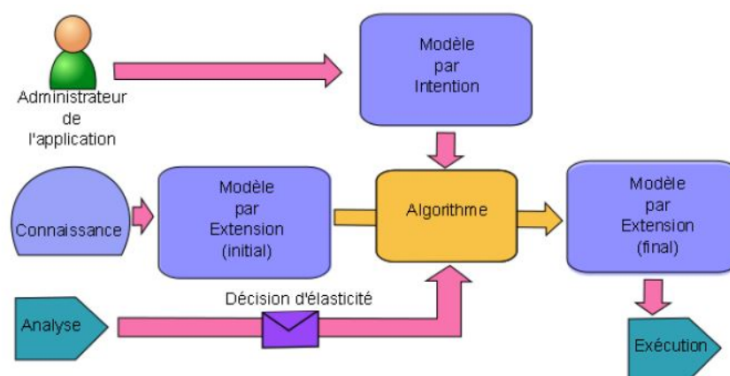 Modèle
par
Intention
Administrateur
de
l'application
Connaissance
Modèle
par
Extension
(initial)
Algorithme
Modèle
par
Extension
(final)
Décision d'élasticité
Analyse
Exécution